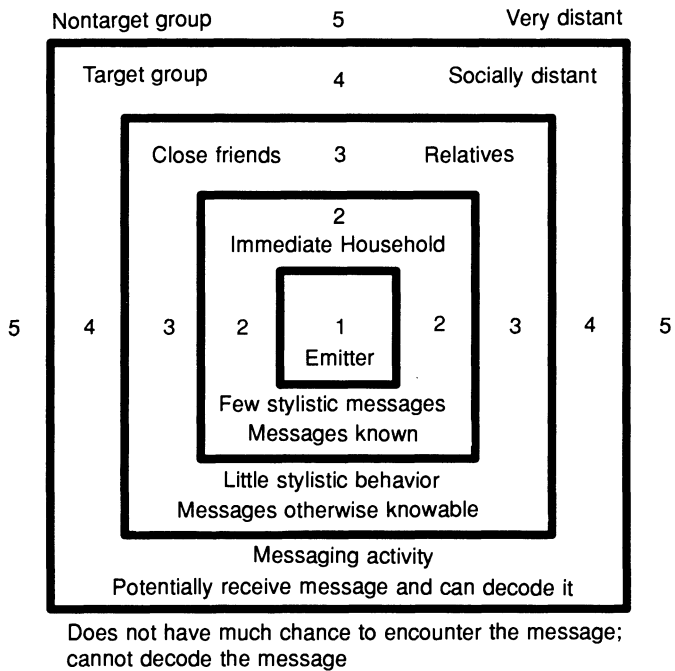 Nontarget group 5 Very distant
Target group 4 Socially distant
Close friends 3 Relatives
2
Immediate Household
5 4 3 2 1 2 3 4 5
Emitter
Few stylistic messages
Messages known
Little stylistic behavior
Messages otherwise knowable
Messaging activity
Potentially receive message and can decode it
Does not have much chance to encounter the message;
cannot decode the message